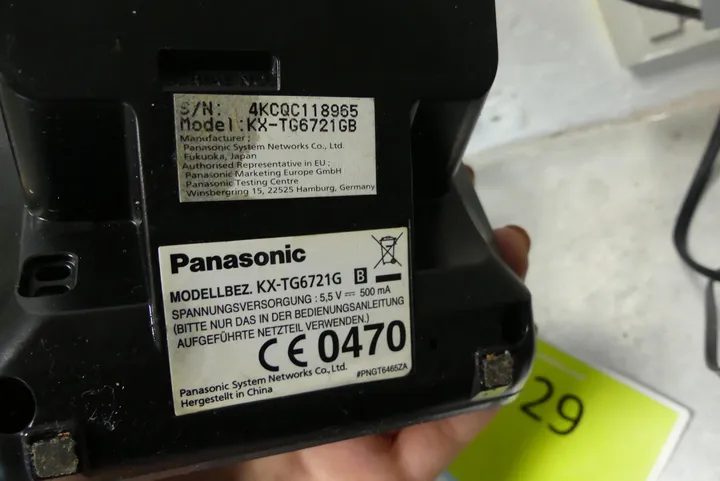 S/N: 4KCQC118965
Model:KX-TG6721GB
Manufacturer ;
Panasonic System Networks Co., Ltd.
Fukuoka, Japan
Authorised Representative in EU ;
Panasonic Marketing Europe GmbH
Panasonic Testing Centre
Winsbergring 15, 22525 Hamburg, Germany
Panasonic
MODELLBEZ. KX-TG6721G B
SPANNUNGSVERSORGUNG : 5,5 V ⎓ 500 mA
(BITTE NUR DAS IN DER BEDIENUNGSANLEITUNG
AUFGEFÜHRTE NETZTEIL VERWENDEN.)
CE 0470
Panasonic System Networks Co., Ltd.
Hergestellt in China
#PNGT6465ZA
29